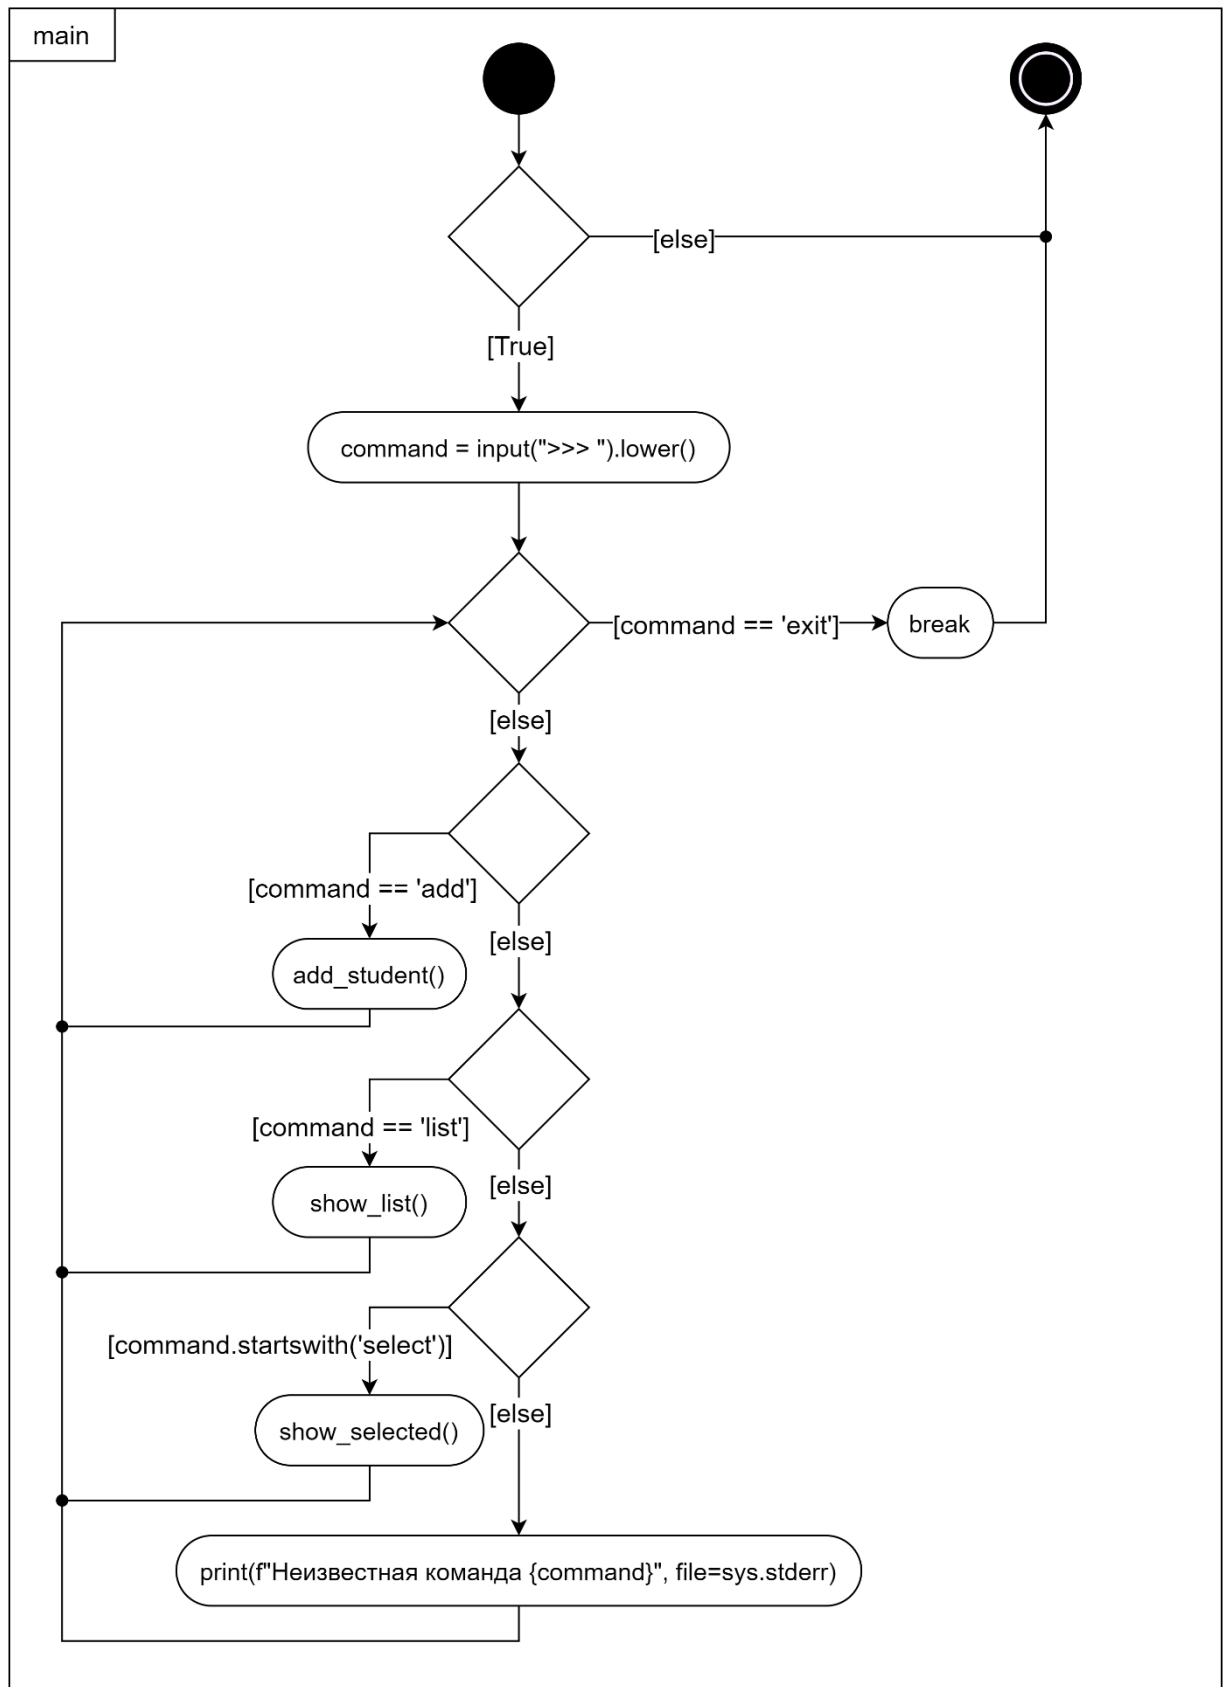 main
[else]
[True]
command = input(">>> ").lower()
[command == 'exit']
break
[else]
[command == 'add']
[else]
add_student()
[command == 'list']
[else]
show_list()
[command.startswith('select')]
[else]
show_selected()
print(f"Неизвестная команда {command}", file=sys.stderr)